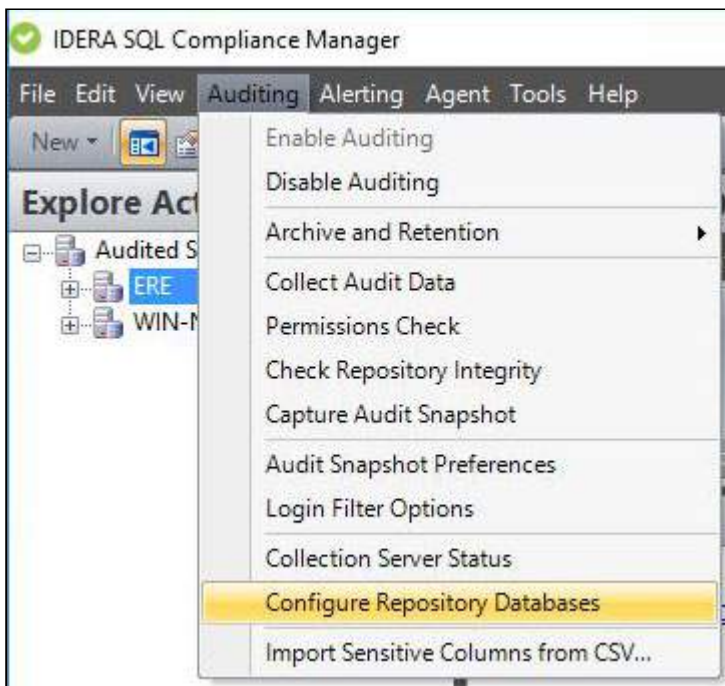 IDERA SQL Compliance Manager
File Edit View Auditing Alerting Agent Tools Help
New
Explore Act
Audited S
ERE
WIN-N
Enable Auditing
Disable Auditing
Archive and Retention
Collect Audit Data
Permissions Check
Check Repository Integrity
Capture Audit Snapshot
Audit Snapshot Preferences
Login Filter Options
Collection Server Status
Configure Repository Databases
Import Sensitive Columns from CSV...